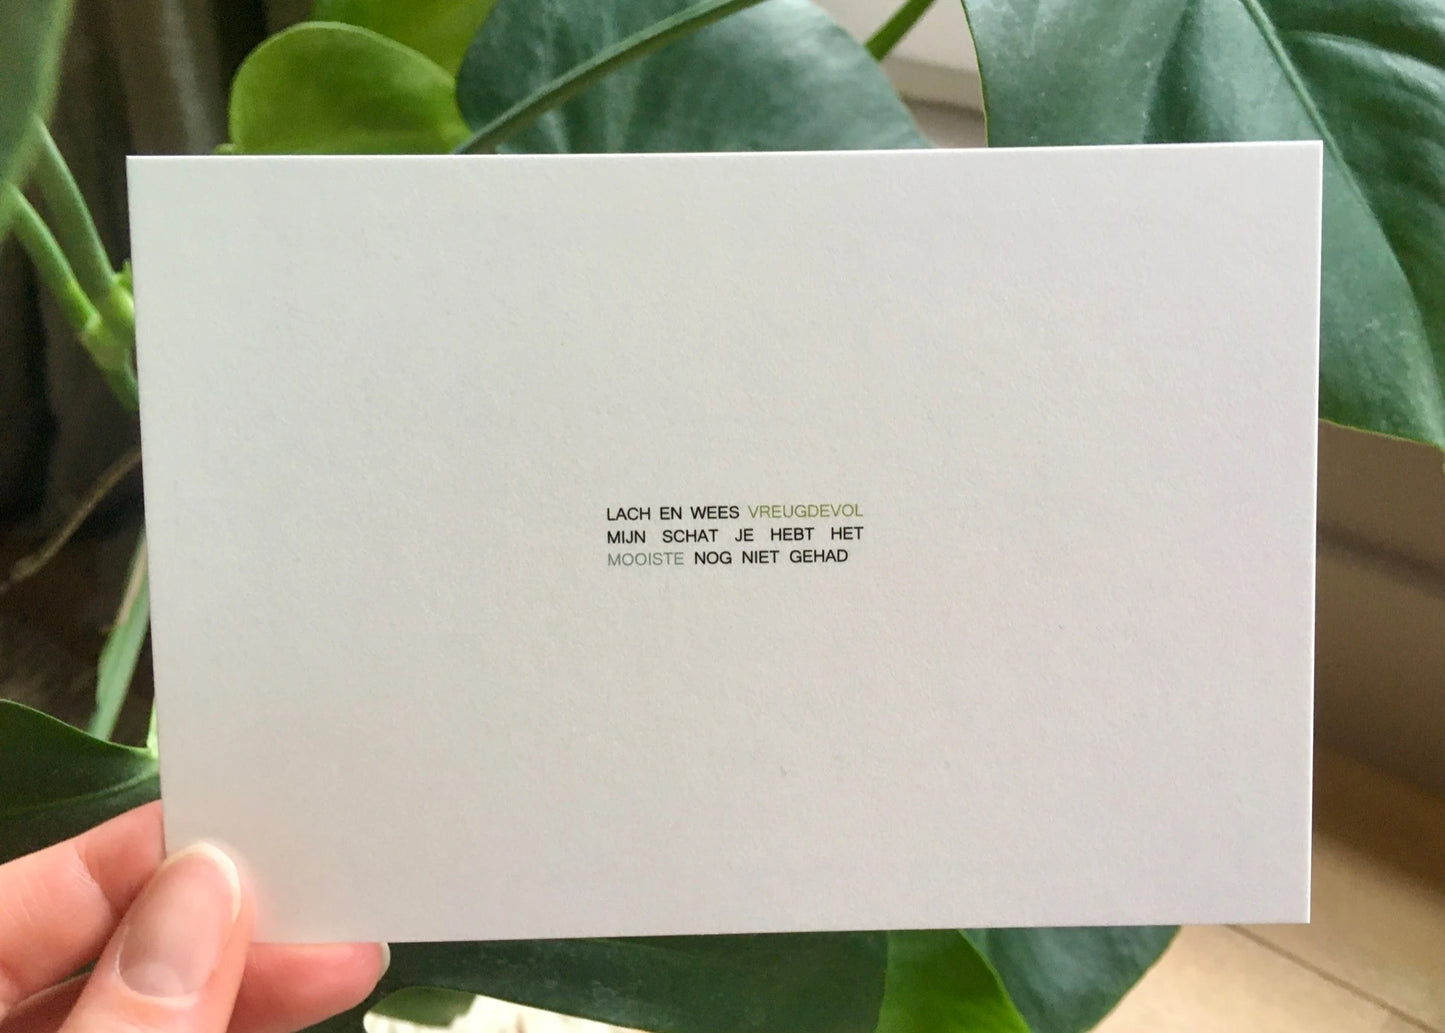 LACH EN WEES VREUGDEVOL
MIJN SCHAT JE HEBT HET
MOOISTE NOG NIET GEHAD